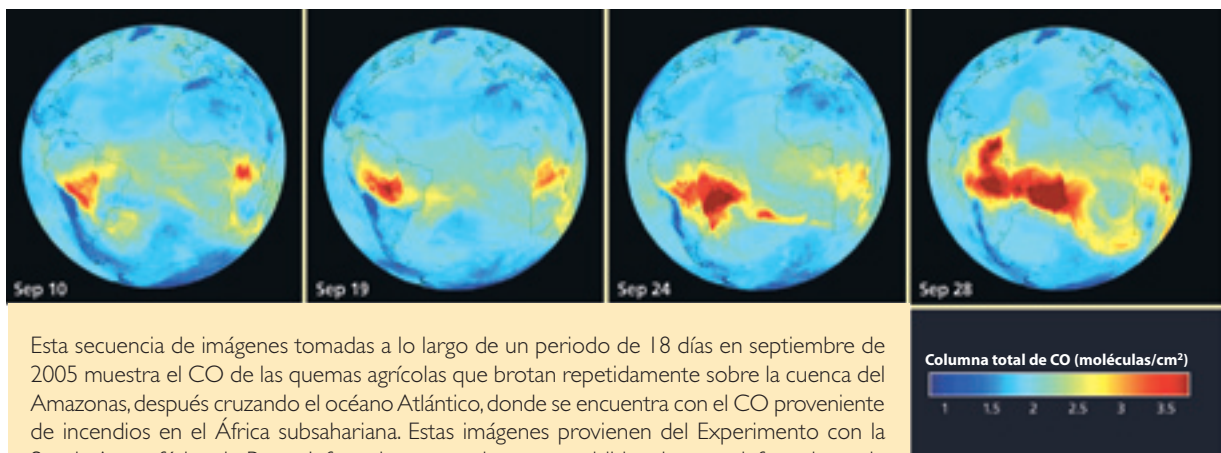 Sep 10
Sep 19
Sep 24
Sep 28
Esta secuencia de imágenes tomadas a lo largo de un periodo de 18 días en septiembre de
2005 muestra el CO de las quemas agrícolas que brotan repetidamente sobre la cuenca del
Amazonas, después cruzando el océano Atlántico, donde se encuentra con el CO proveniente
de incendios en el África subsahariana. Estas imágenes provienen del Experimento con la
Columna total de CO (moléculas/cm²)
1 1.5 2 2.5 3 3.5